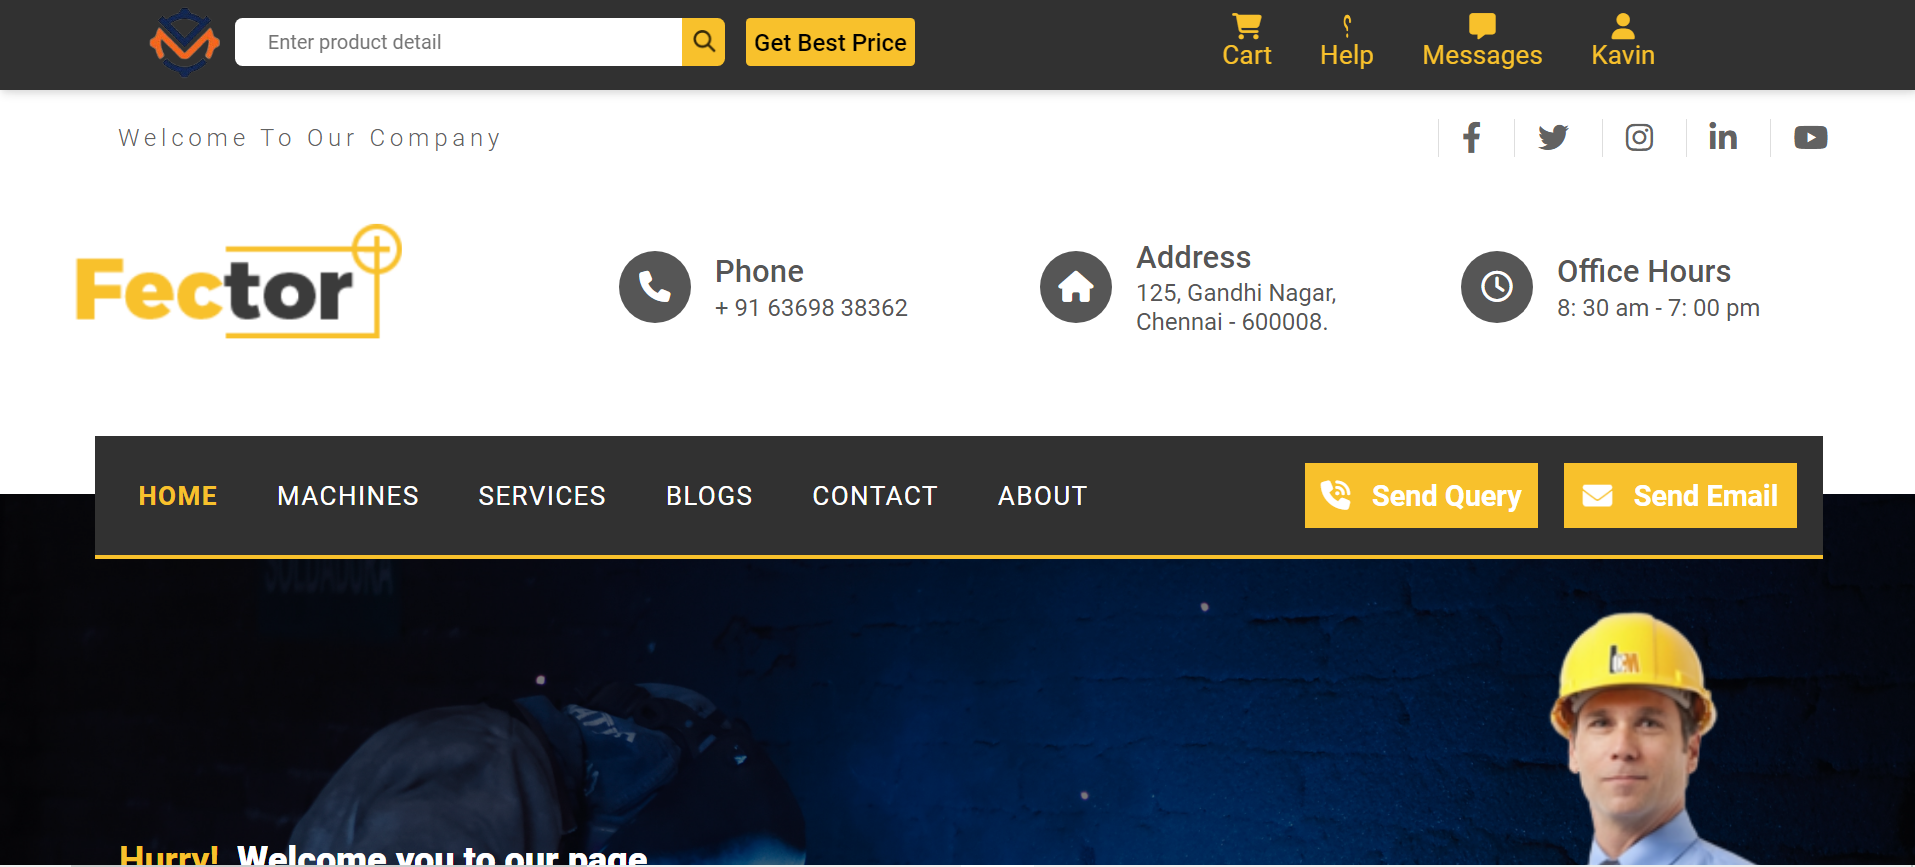 Enter product detail
Get Best Price
Cart
Help
Messages
Kavin
Welcome To Our Company
Fector
Phone
+ 91 63698 38362
Address
125, Gandhi Nagar,
Chennai - 600008.
Office Hours
8: 30 am - 7: 00 pm
HOME
MACHINES
SERVICES
BLOGS
CONTACT
ABOUT
Send Query
Send Email
SOLDADORA
Hurry! Welcome you to our page